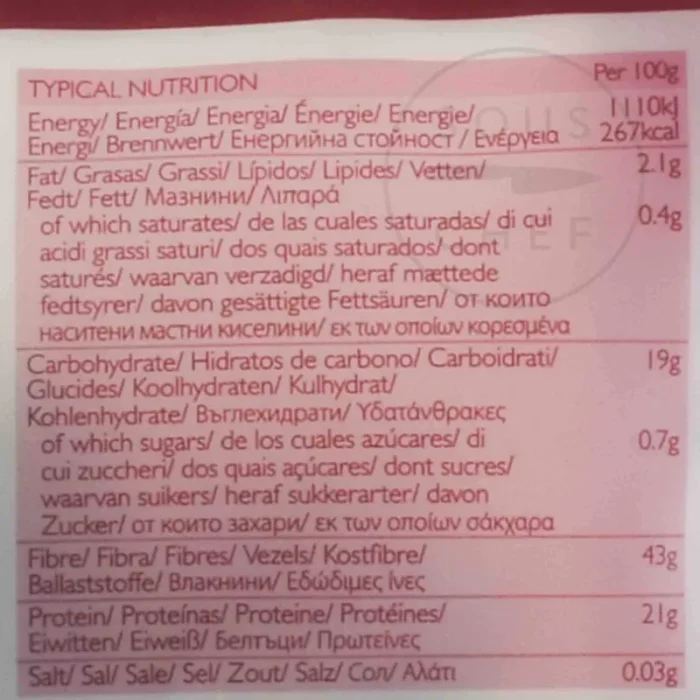 TYPICAL NUTRITION Per 100g
Energy/ Energía/ Energia/ Énergie/ Energie/ 1110kJ
Energi/ Brennwert/ Енергийна стойност / Ενέργεια 267kcal
Fat/ Grasas/ Grassi/ Lípidos/ Lipides/ Vetten/ 2.1g
Fedt/ Fett/ Мазнини/ Λιπαρά
of which saturates/ de las cuales saturadas/ di cui 0.4g
acidi grassi saturi/ dos quais saturados/ dont
saturés/ waarvan verzadigd/ heraf mættede
fedtsyrer/ davon gesättigte Fettsäuren/ от които
наситени мастни киселини/ εκ των οποίων κορεσμένα
Carbohydrate/ Hidratos de carbono/ Carboidrati/ 19g
Glucides/ Koolhydraten/ Kulhydrat/
Kohlenhydrate/ Въглехидрати/ Υδατάνθρακες
of which sugars/ de los cuales azúcares/ di 0.7g
cui zuccheri/ dos quais açúcares/ dont sucres/
waarvan suikers/ heraf sukkerarter/ davon
Zucker/ от които захари/ εκ των οποίων σάκχαρα
Fibre/ Fibra/ Fibres/ Vezels/ Kostfibre/ 43g
Ballaststoffe/ Влакнини/ Εδώδιμες ίνες
Protein/ Proteínas/ Proteine/ Protéines/ 21g
Eiwitten/ Eiweiß/ Белтъци/ Πρωτεΐνες
Salt/ Sal/ Sale/ Sel/ Zout/ Salz/ Сол/ Αλάτι 0.03g
SOUS
CHEF